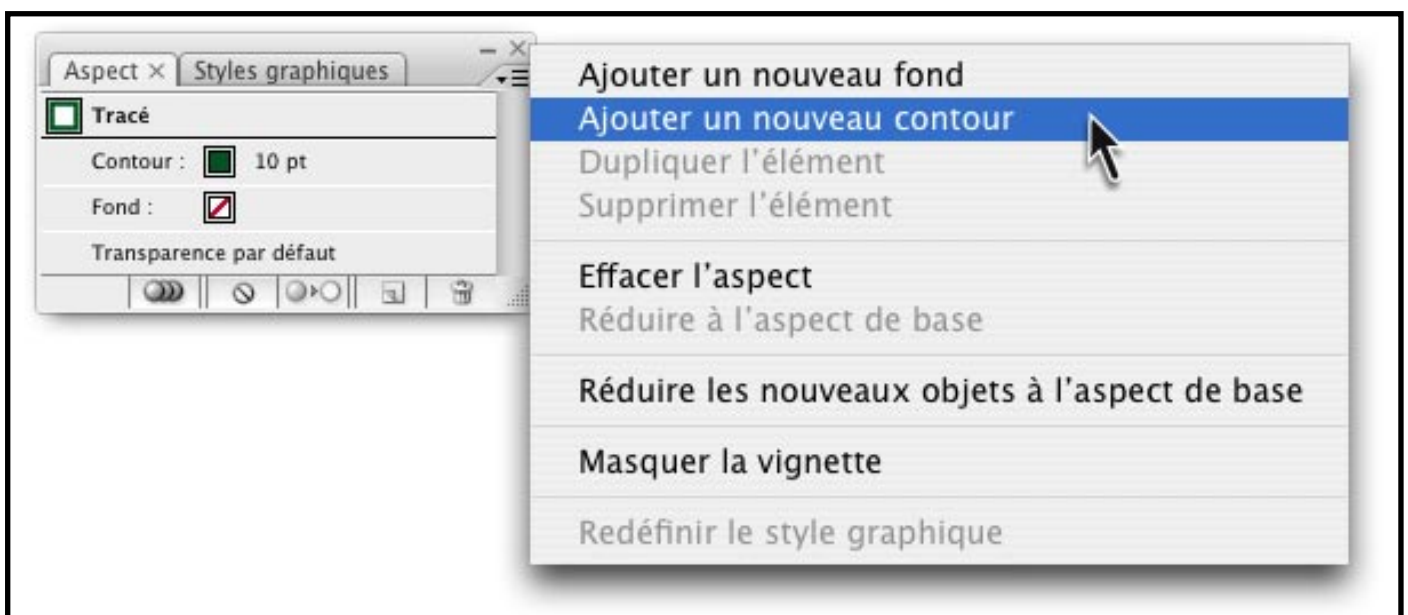 Aspect × Styles graphiques
Tracé
Contour : 10 pt
Fond :
Transparence par défaut
Ajouter un nouveau fond
Ajouter un nouveau contour
Dupliquer l'élément
Supprimer l'élément
Effacer l'aspect
Réduire à l'aspect de base
Réduire les nouveaux objets à l'aspect de base
Masquer la vignette
Redéfinir le style graphique